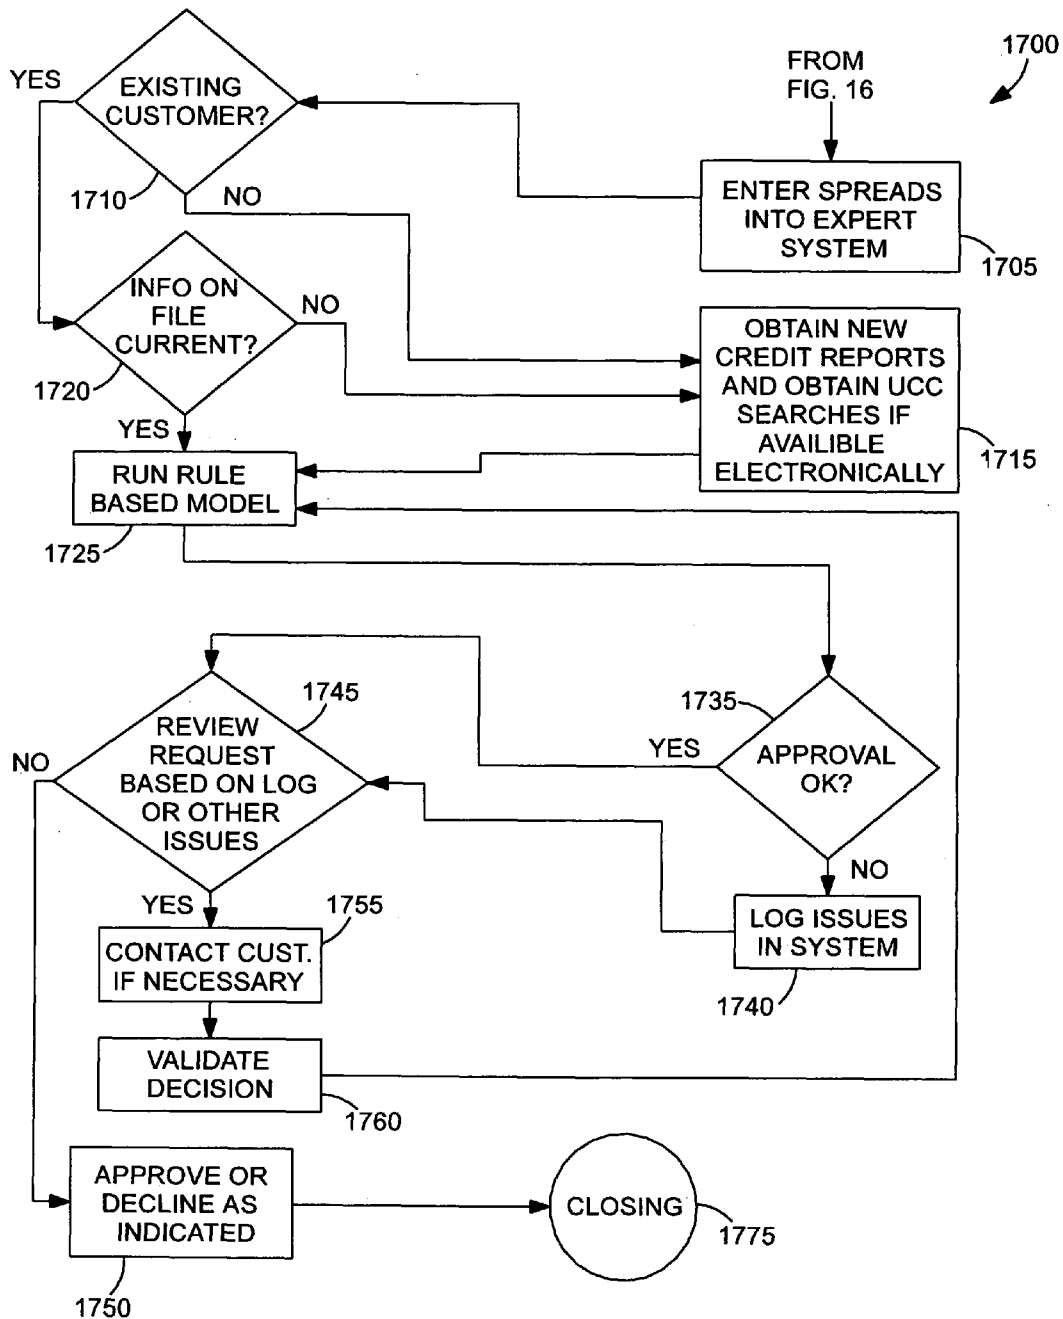 1700
FROM
FIG. 16
ENTER SPREADS
INTO EXPERT
SYSTEM
1705
EXISTING
CUSTOMER?
YES
1710
NO
INFO ON
FILE
CURRENT?
NO
1720
YES
OBTAIN NEW
CREDIT REPORTS
AND OBTAIN UCC
SEARCHES IF
AVAILIBLE
ELECTRONICALLY
1715
RUN RULE
BASED MODEL
1725
1735
APPROVAL
OK?
YES
NO
LOG ISSUES
IN SYSTEM
1740
1745
REVIEW
REQUEST
BASED ON LOG
OR OTHER
ISSUES
NO
YES
1755
CONTACT CUST.
IF NECESSARY
VALIDATE
DECISION
1760
APPROVE OR
DECLINE AS
INDICATED
1750
CLOSING
1775